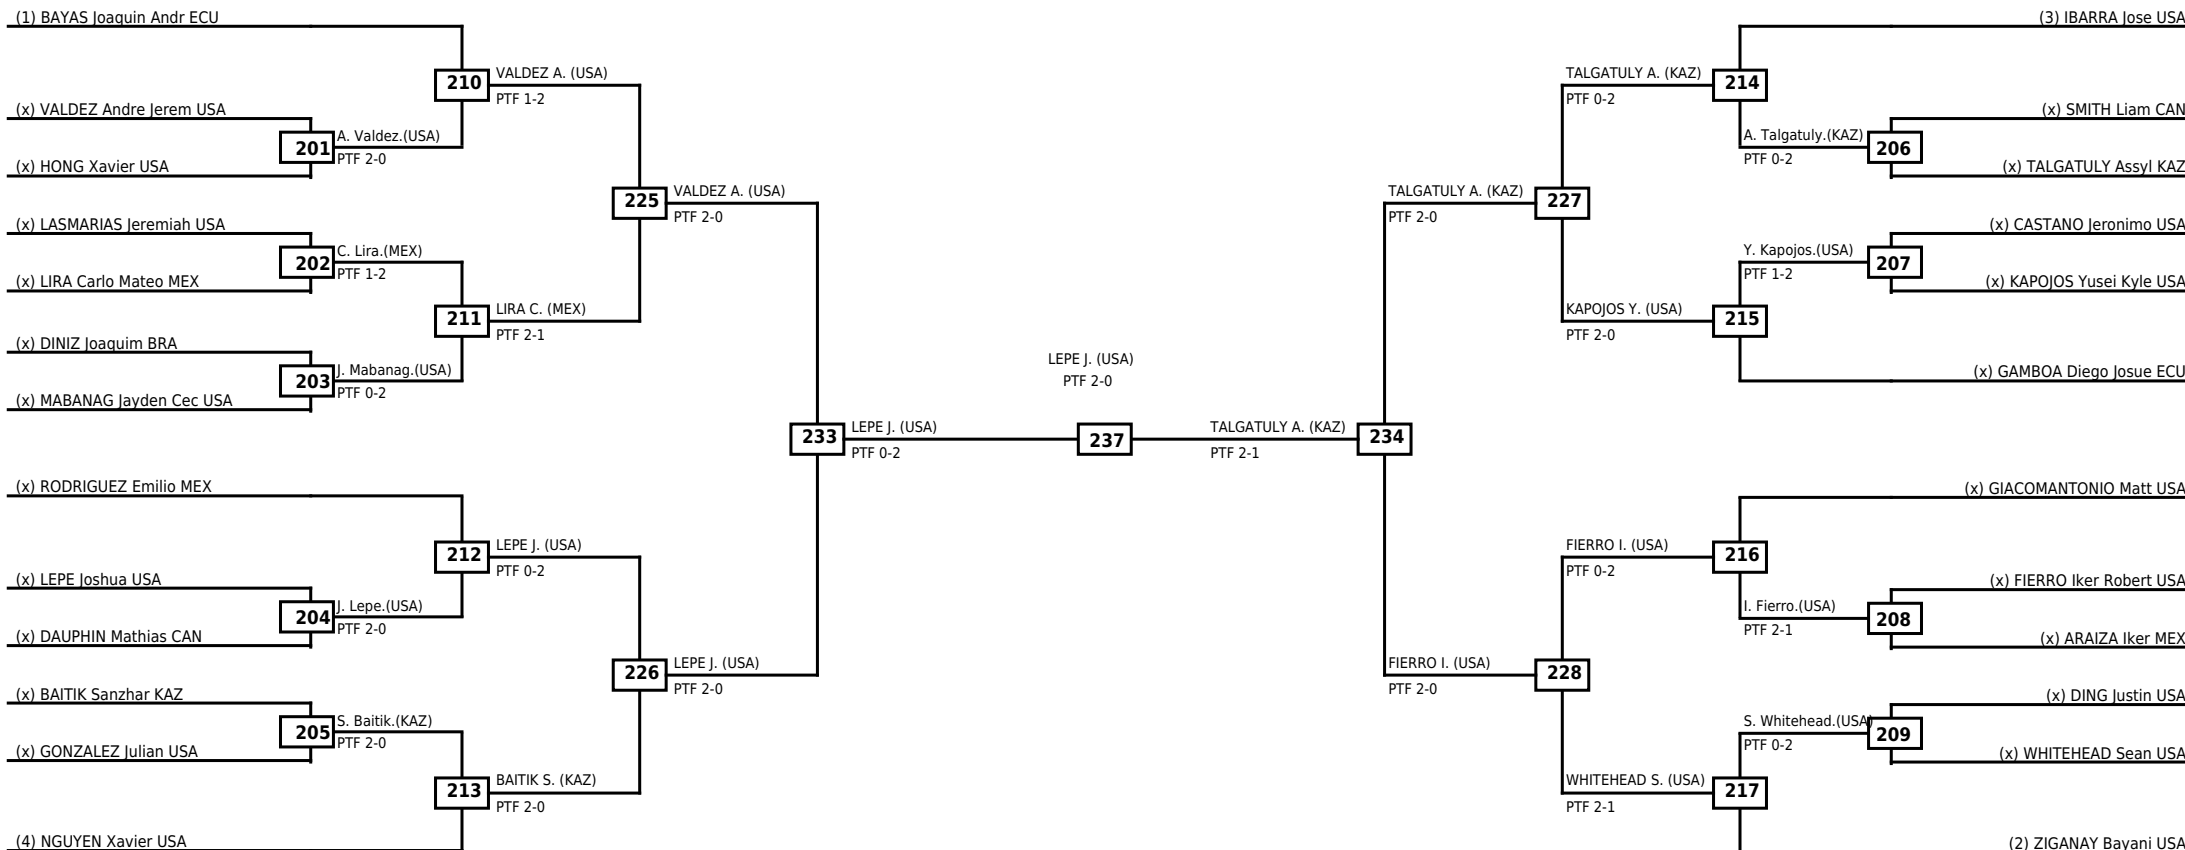 (1) BAYAS Joaquin Andr ECU
210
VALDEZ A. (USA)
PTF 1-2
(x) VALDEZ Andre Jerem USA
201
A. Valdez.(USA)
PTF 2-0
(x) HONG Xavier USA
225
VALDEZ A. (USA)
PTF 2-0
(x) LASMARIAS Jeremiah USA
202
C. Lira.(MEX)
PTF 1-2
(x) LIRA Carlo Mateo MEX
211
LIRA C. (MEX)
PTF 2-1
(x) DINIZ Joaquim BRA
203
J. Mabanag.(USA)
PTF 0-2
(x) MABANAG Jayden Cec USA
233
LEPE J. (USA)
PTF 0-2
(x) RODRIGUEZ Emilio MEX
212
LEPE J. (USA)
PTF 0-2
(x) LEPE Joshua USA
204
J. Lepe.(USA)
PTF 2-0
(x) DAUPHIN Mathias CAN
226
LEPE J. (USA)
PTF 2-0
(x) BAITIK Sanzhar KAZ
205
S. Baitik.(KAZ)
PTF 2-0
(x) GONZALEZ Julian USA
213
BAITIK S. (KAZ)
PTF 2-0
(4) NGUYEN Xavier USA
LEPE J. (USA)
PTF 2-0
237
(3) IBARRA Jose USA
TALGATULY A. (KAZ)
PTF 0-2
214
(x) SMITH Liam CAN
A. Talgatuly.(KAZ)
PTF 0-2
206
(x) TALGATULY Assyl KAZ
TALGATULY A. (KAZ)
PTF 2-0
227
(x) CASTANO Jeronimo USA
Y. Kapojos.(USA)
PTF 1-2
207
(x) KAPOJOS Yusei Kyle USA
KAPOJOS Y. (USA)
PTF 2-0
215
(x) GAMBOA Diego Josue ECU
TALGATULY A. (KAZ)
PTF 2-1
234
(x) GIACOMANTONIO Matt USA
FIERRO I. (USA)
PTF 0-2
216
(x) FIERRO Iker Robert USA
I. Fierro.(USA)
PTF 2-1
208
(x) ARAIZA Iker MEX
FIERRO I. (USA)
PTF 2-0
228
(x) DING Justin USA
S. Whitehead.(USA)
PTF 0-2
209
(x) WHITEHEAD Sean USA
WHITEHEAD S. (USA)
PTF 2-1
217
(2) ZIGANAY Bayani USA